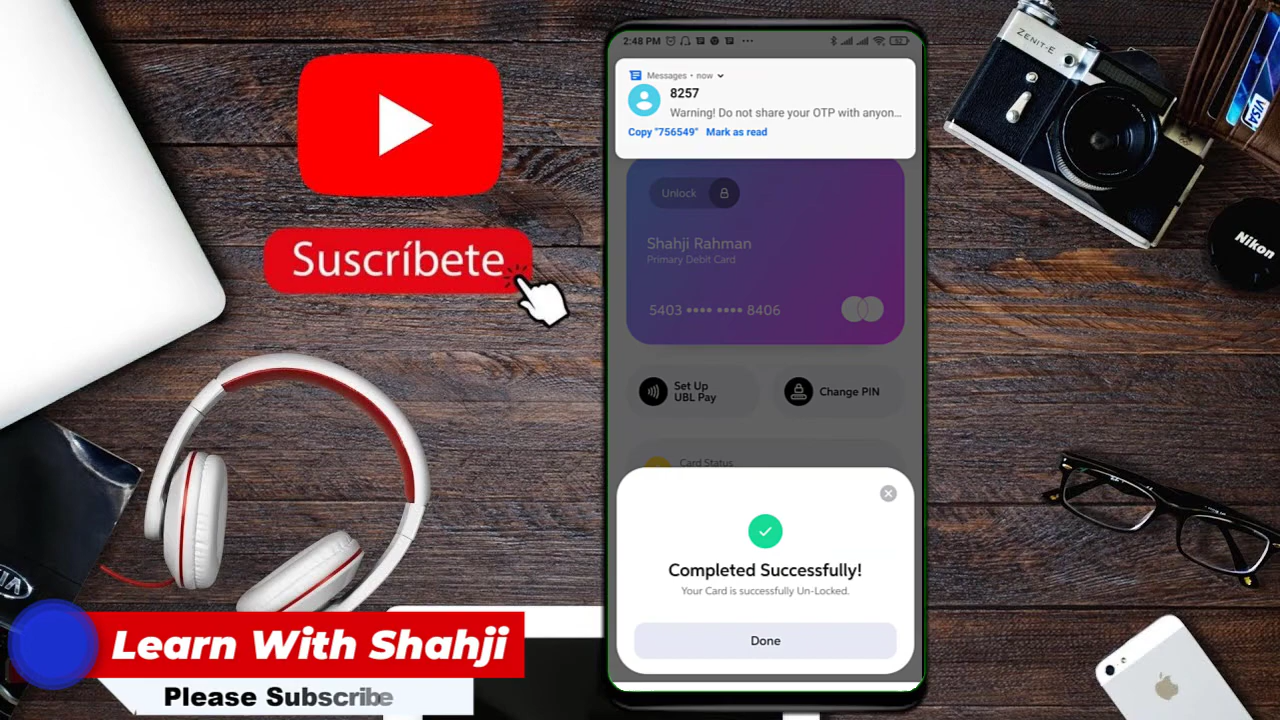 Suscríbete
Learn With Shahji
Please Subscribe
2:48 PM
Messages • now
8257
Warning! Do not share your OTP with anyon...
Copy "756549" Mark as read
Unlock
Shahji Rahman
Primary Debit Card
5403 •••• •••• 8406
Set Up
UBL Pay
Change PIN
Card Status
Completed Successfully!
Your Card is successfully Un-Locked.
Done
ZENIT-E
VISA
Nikon